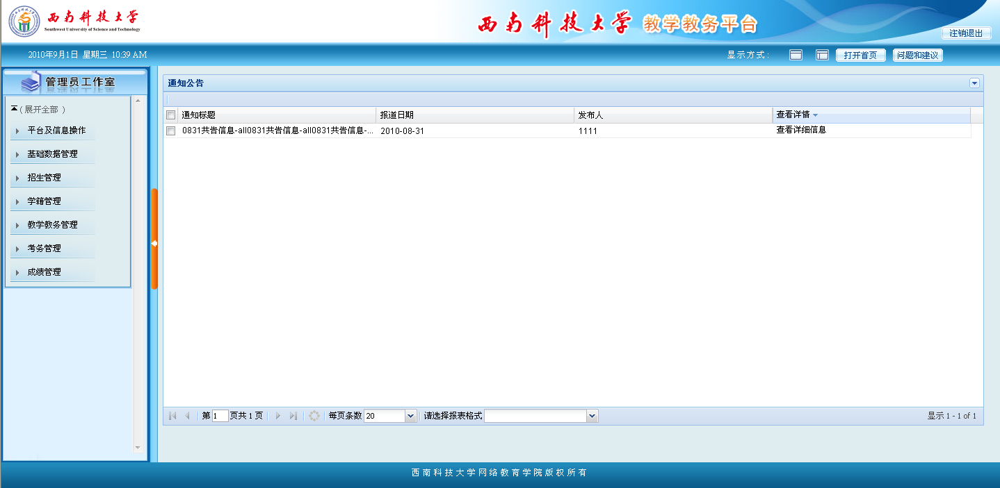 西南科技大学
Southwest University of Science and Technology
西南科技大学 教学教务平台
注销退出
2010年9月1日 星期三 10:39 AM
显示方式: 打开首页 问题和建议
管理员工作室
(展开全部 )
平台及信息操作
基础数据管理
招生管理
学籍管理
教学教务管理
考务管理
成绩管理
通知公告
通知标题 报道日期 发布人 查看详情
0831共告信息-all0831共告信息-all0831共告信息-... 2010-08-31 1111 查看详细信息
第 1 页共 1 页 每页条数 20 请选择报表格式 显示 1 - 1 of 1
西南科技大学网络教育学院版权所有